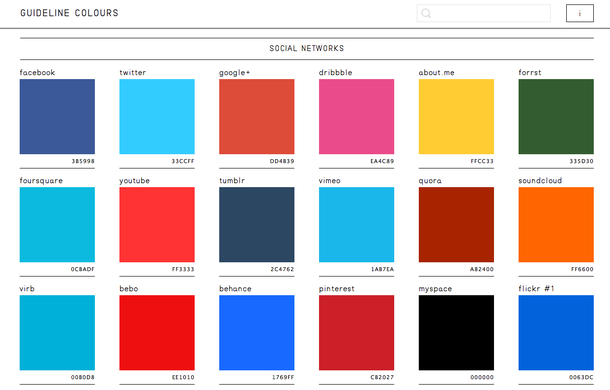 GUIDELINE COLOURS
i
SOCIAL NETWORKS
facebook twitter google+ dribbble about.me forrst
3B5998 33CCFF DD4B39 EA4C89 FFCC33 335D30
foursquare youtube tumblr vimeo quora soundcloud
0CBADF FF3333 2C4762 1AB7EA A82400 FF6600
virb bebo behance pinterest myspace flickr #1
00B0D8 EE1010 1769FF CB2027 000000 0063DC